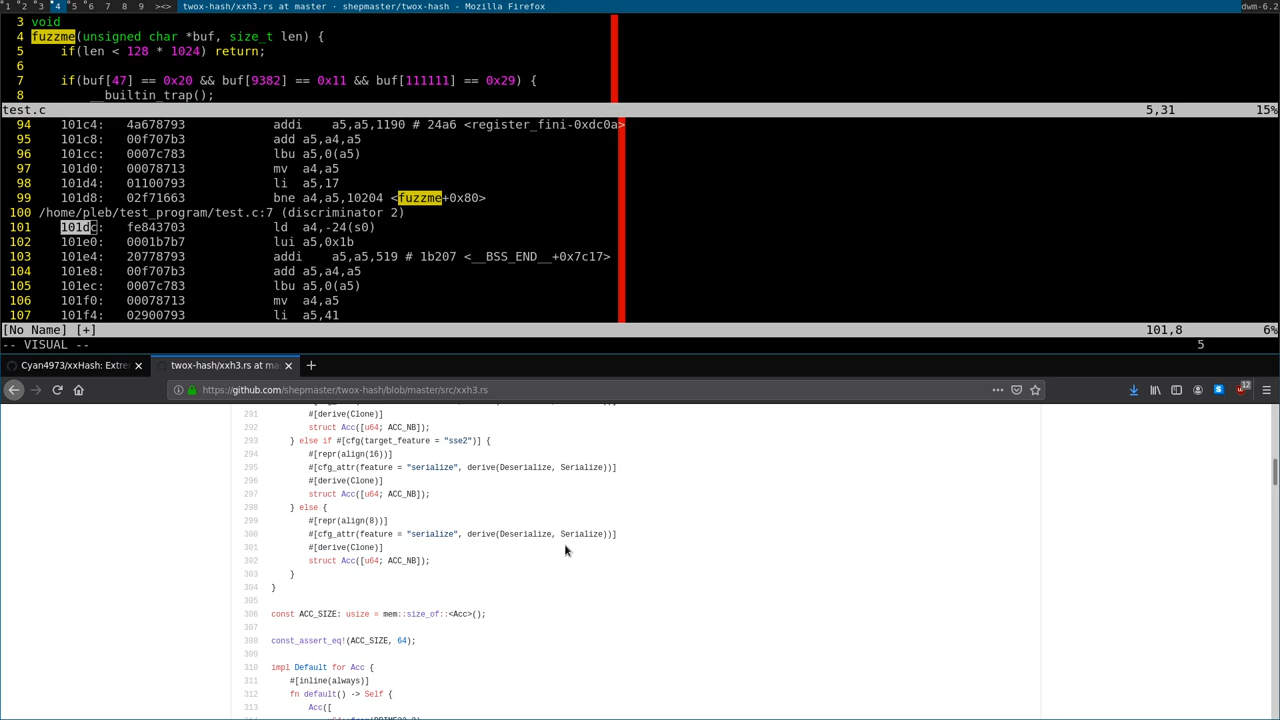 1 2 3 4 5 6 7 8 9 ><> twox-hash/xxh3.rs at master · shepmaster/twox-hash - Mozilla Firefox dwm-6.2
3 void
4 fuzzme(unsigned char *buf, size_t len) {
5 if(len < 128 * 1024) return;
6
7 if(buf[47] == 0x20 && buf[9382] == 0x11 && buf[111111] == 0x29) {
8 __builtin_trap();
test.c 5,31 15%
94 101c4: 4a678793 addi a5,a5,1190 # 24a6 <register_fini-0xdc0a>
95 101c8: 00f707b3 add a5,a4,a5
96 101cc: 0007c783 lbu a5,0(a5)
97 101d0: 00078713 mv a4,a5
98 101d4: 01100793 li a5,17
99 101d8: 02f71663 bne a4,a5,10204 <fuzzme+0x80>
100 /home/pleb/test_program/test.c:7 (discriminator 2)
101 101dc: fe843703 ld a4,-24(s0)
102 101e0: 0001b7b7 lui a5,0x1b
103 101e4: 20778793 addi a5,a5,519 # 1b207 <__BSS_END__+0x7c17>
104 101e8: 00f707b3 add a5,a4,a5
105 101ec: 0007c783 lbu a5,0(a5)
106 101f0: 00078713 mv a4,a5
107 101f4: 02900793 li a5,41
[No Name] [+] 101,8 6%
-- VISUAL -- 5
Cyan4973/xxHash: Extre twox-hash/xxh3.rs at ma
https://github.com/shepmaster/twox-hash/blob/master/src/xxh3.rs 12
291 #[derive(Clone)]
292 struct Acc([u64; ACC_NB]);
293 } else if #[cfg(target_feature = "sse2")] {
294 #[repr(align(16))]
295 #[cfg_attr(feature = "serialize", derive(Deserialize, Serialize))]
296 #[derive(Clone)]
297 struct Acc([u64; ACC_NB]);
298 } else {
299 #[repr(align(8))]
300 #[cfg_attr(feature = "serialize", derive(Deserialize, Serialize))]
301 #[derive(Clone)]
302 struct Acc([u64; ACC_NB]);
303 }
304 }
305
306 const ACC_SIZE: usize = mem::size_of::<Acc>();
307
308 const_assert_eq!(ACC_SIZE, 64);
309
310 impl Default for Acc {
311 #[inline(always)]
312 fn default() -> Self {
313 Acc([